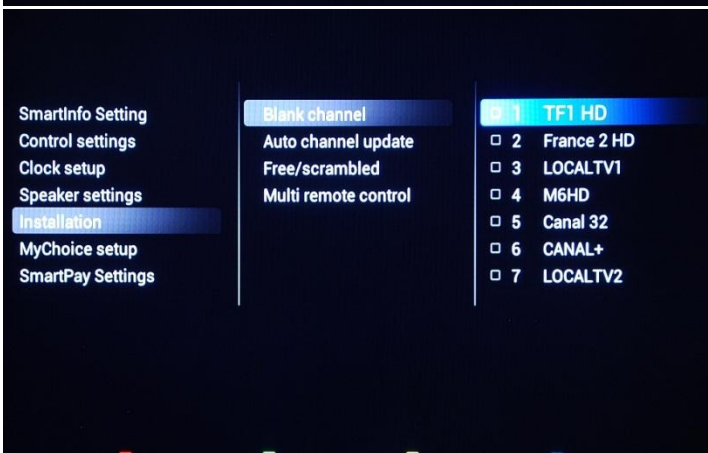 SmartInfo Setting
Control settings
Clock setup
Speaker settings
Installation
MyChoice setup
SmartPay Settings
Blank channel
Auto channel update
Free/scrambled
Multi remote control
1 TF1 HD
2 France 2 HD
3 LOCALTV1
4 M6HD
5 Canal 32
6 CANAL+
7 LOCALTV2